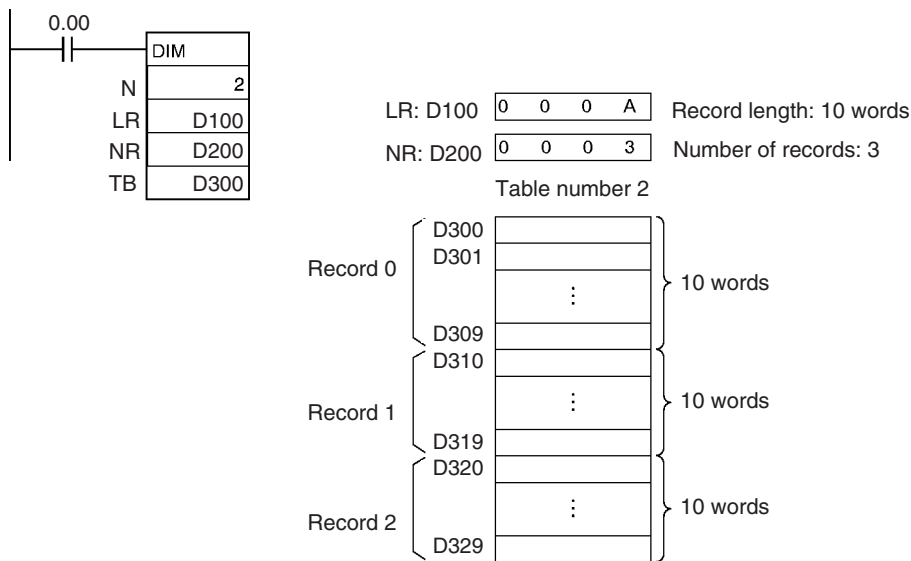 0.00
DIM
N 2
LR D100
NR D200
TB D300
LR: D100 0 0 0 A Record length: 10 words
NR: D200 0 0 0 3 Number of records: 3
Table number 2
D300
D301
Record 0
10 words
D309
D310
Record 1
10 words
D319
D320
Record 2
10 words
D329